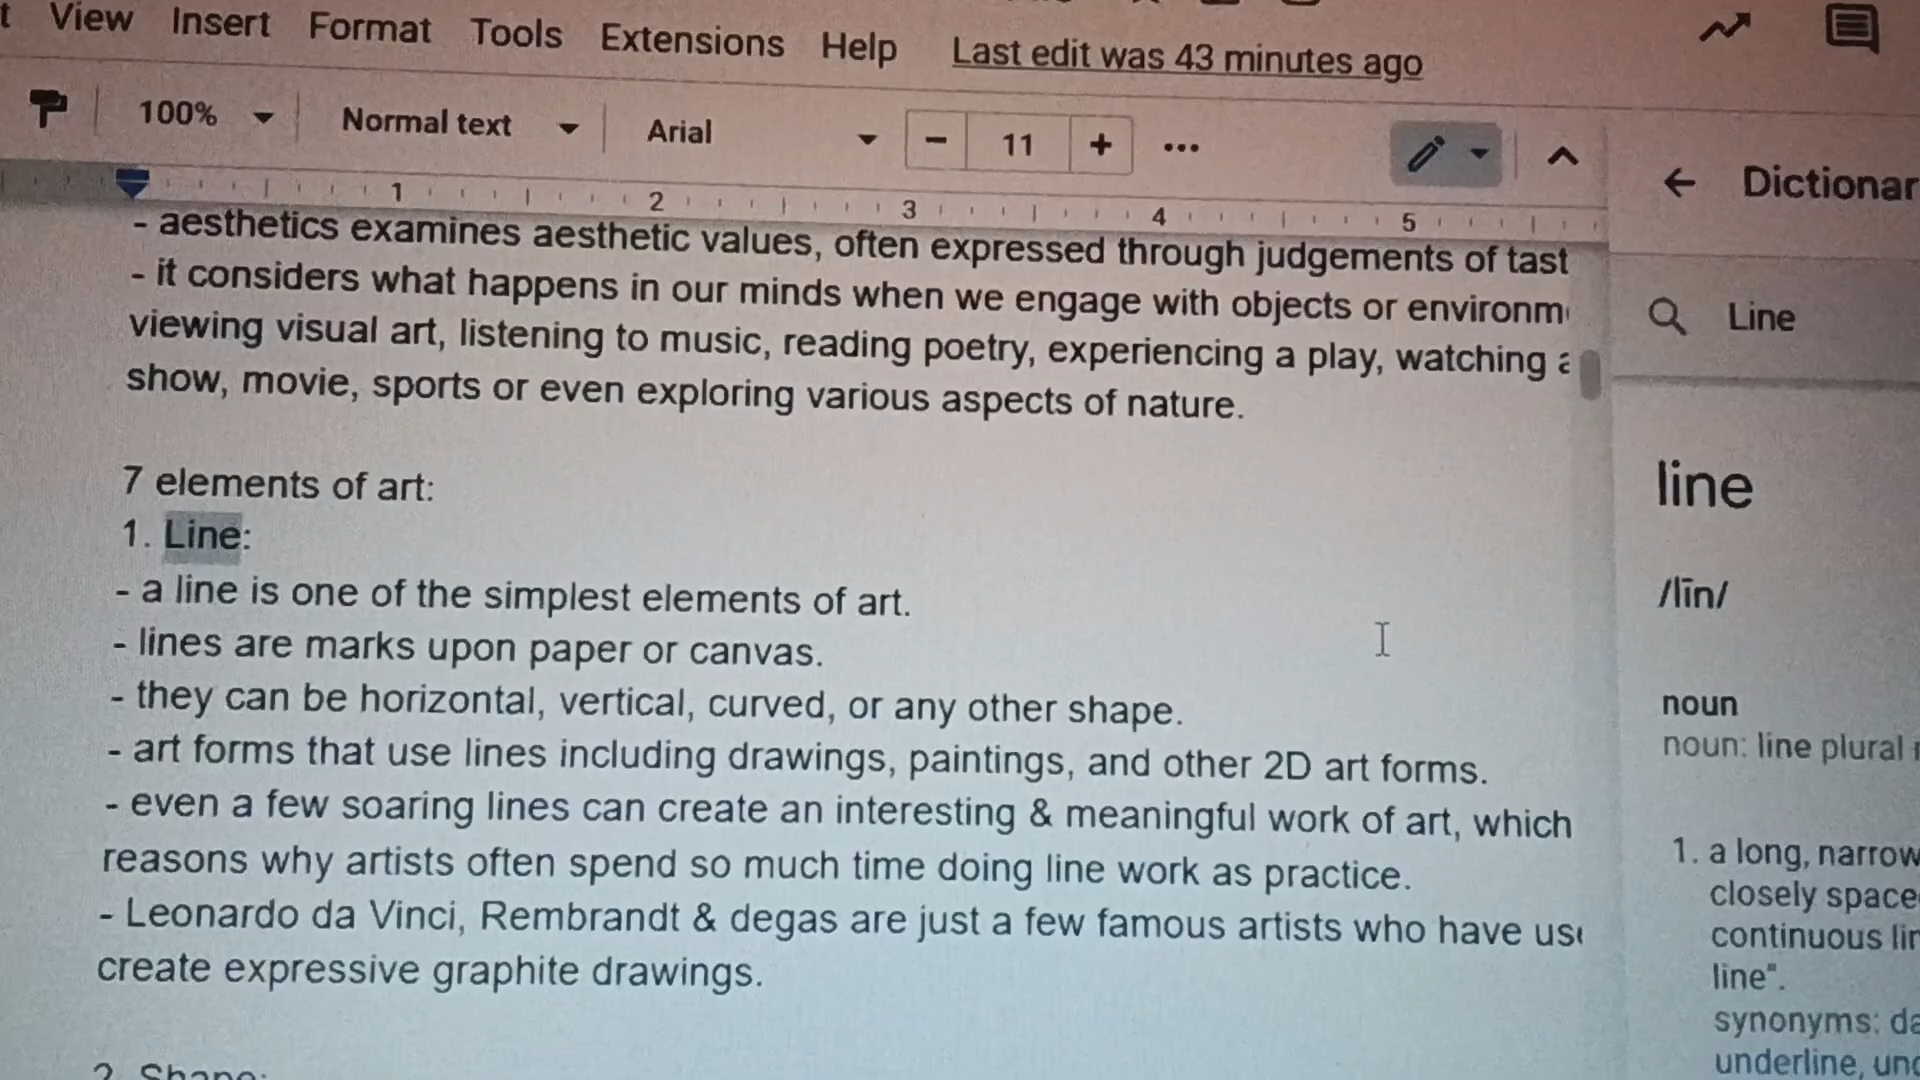 View Insert Format Tools Extensions Help Last edit was 43 minutes ago
100% Normal text Arial − 11 + ...
1 2 3 4 5
Dictionar
Line
- aesthetics examines aesthetic values, often expressed through judgements of tast
- it considers what happens in our minds when we engage with objects or
viewing visual art, listening to music, reading poetry, experiencing a play, watching a
show, movie, sports or even exploring various aspects of nature.
7 elements of art:
1. Line:
- a line is one of the simplest elements of art.
- lines are marks upon paper or canvas.
- they can be horizontal, vertical, curved, or any other shape.
- art forms that use lines including drawings, paintings, and other 2D art forms.
- even a few soaring lines can create an interesting & meaningful work of art, which
reasons why artists often spend so much time doing line work as practice.
- Leonardo da Vinci, Rembrandt & degas are just a few famous artists who have
create expressive graphite drawings.
2. Shape:
line
/līn/
noun
noun: line plural
1. a long, narrow
closely space
continuous
line".
synonyms:
underline,